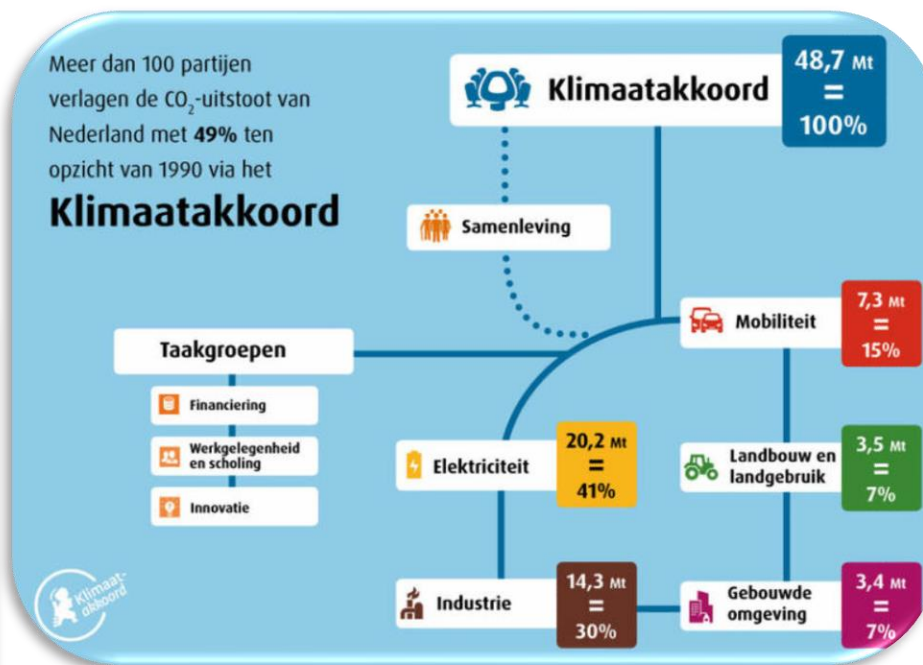 Meer dan 100 partijen
verlagen de CO₂-uitstoot van
Nederland met 49% ten
opzicht van 1990 via het
Klimaatakkoord
Klimaatakkoord
48,7 Mt
=
100%
Samenleving
Mobiliteit
7,3 Mt
=
15%
Taakgroepen
Financiering
Werkgelegenheid
en scholing
Innovatie
Elektriciteit
20,2 Mt
=
41%
Landbouw en
landgebruik
3,5 Mt
=
7%
Industrie
14,3 Mt
=
30%
Gebouwde
omgeving
3,4 Mt
=
7%
Klimaat-
akkoord